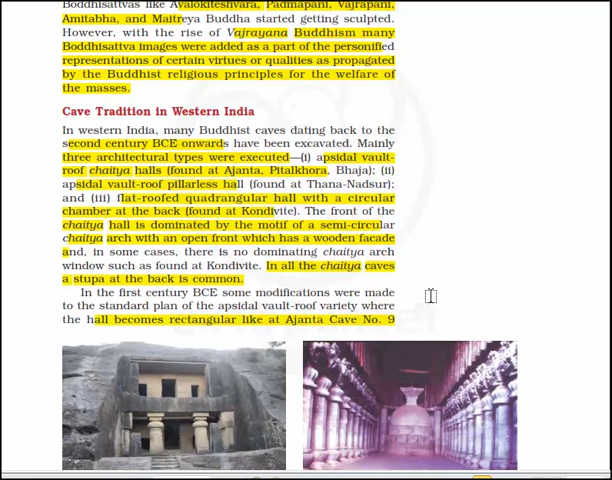 Boddhisattvas like Avalokiteshvara, Padmapani, Vajrapani,
Amitabha, and Maitreya Buddha started getting sculpted.
However, with the rise of Vajrayana Buddhism many
Boddhisattva images were added as a part of the personified
representations of certain virtues or qualities as propagated
by the Buddhist religious principles for the welfare of
the masses.
Cave Tradition in Western India
In western India, many Buddhist caves dating back to the
second century BCE onwards have been excavated. Mainly
three architectural types were executed—(i) apsidal vault-
roof chaitya halls (found at Ajanta, Pitalkhora, Bhaja); (ii)
apsidal vault-roof pillarless hall (found at Thana-Nadsur);
and (iii) flat-roofed quadrangular hall with a circular
chamber at the back (found at Kondivite). The front of the
chaitya hall is dominated by the motif of a semi-circular
chaitya arch with an open front which has a wooden facade
and, in some cases, there is no dominating chaitya arch
window such as found at Kondivite. In all the chaitya caves
a stupa at the back is common.
In the first century BCE some modifications were made
to the standard plan of the apsidal vault-roof variety where
the hall becomes rectangular like at Ajanta Cave No. 9